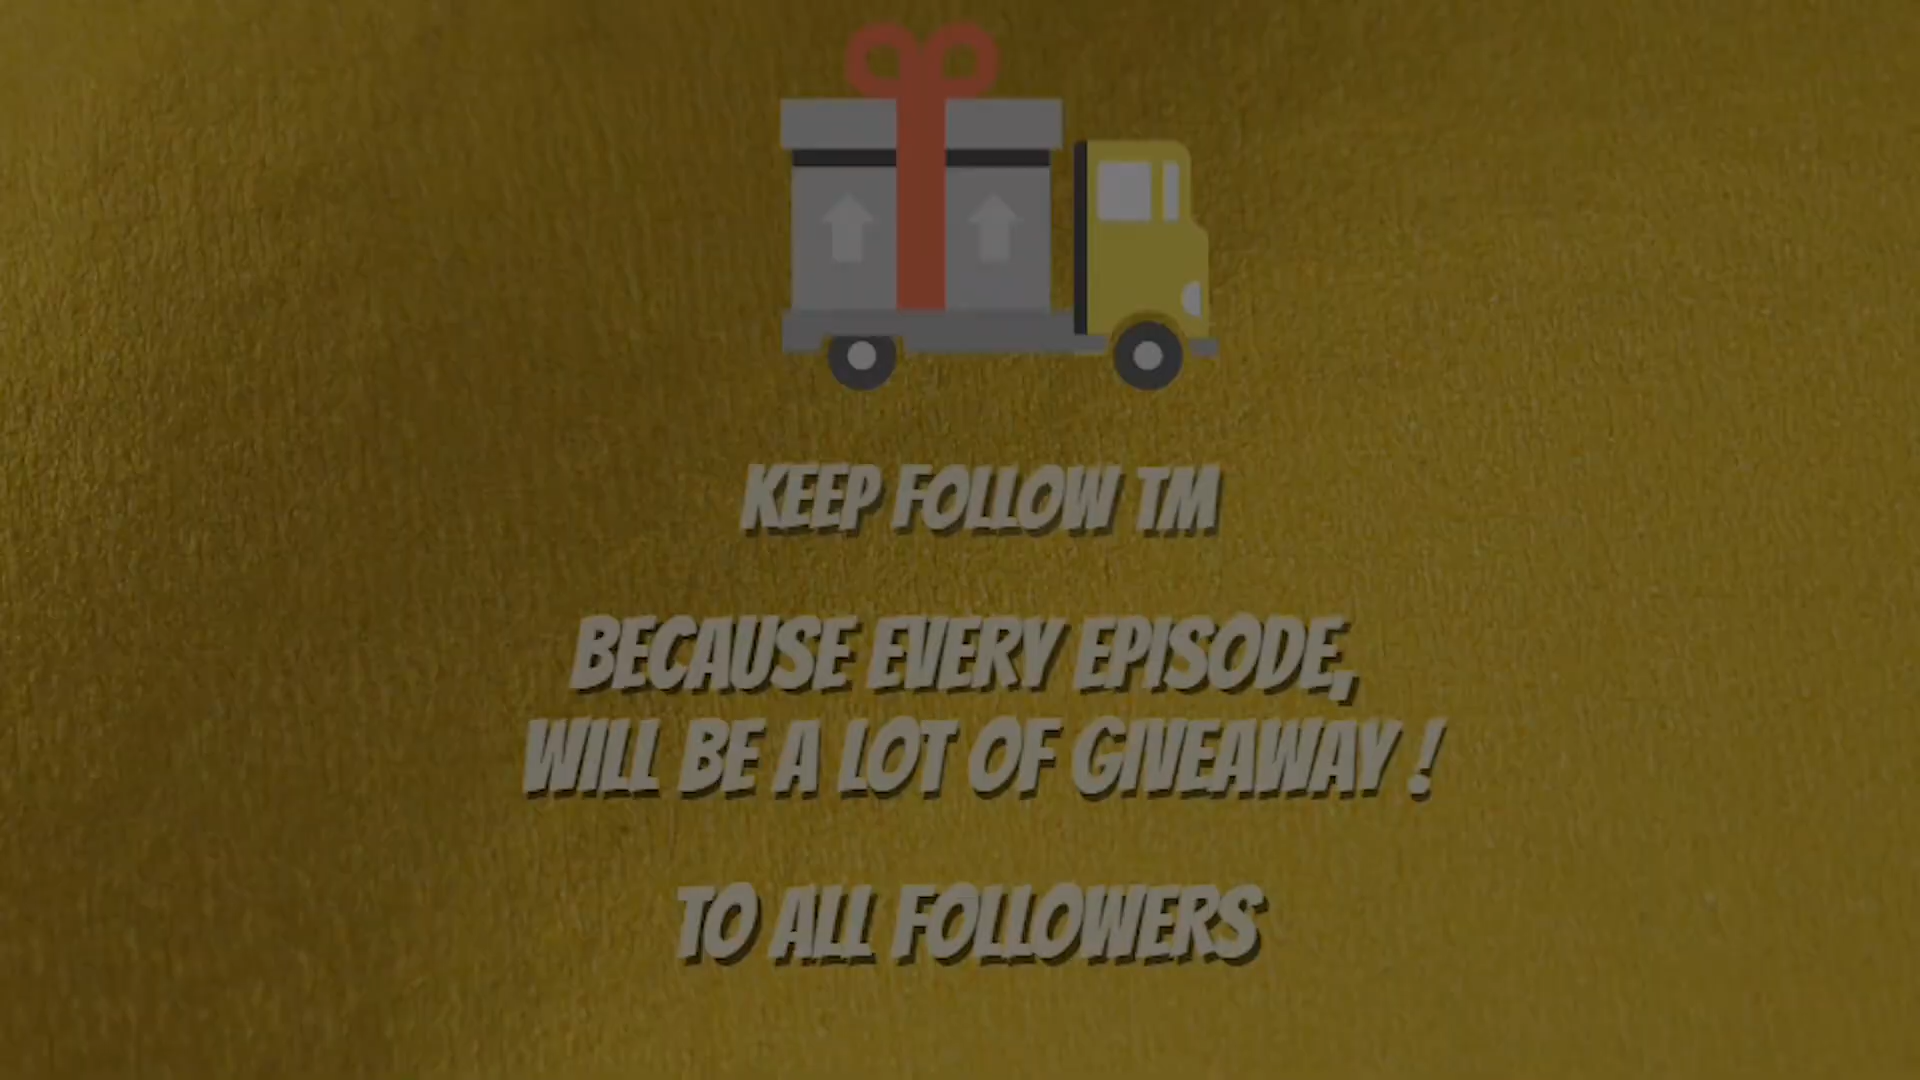 KEEP FOLLOW TM
BECAUSE EVERY EPISODE,
WILL BE A LOT OF GIVEAWAY !
TO ALL FOLLOWERS